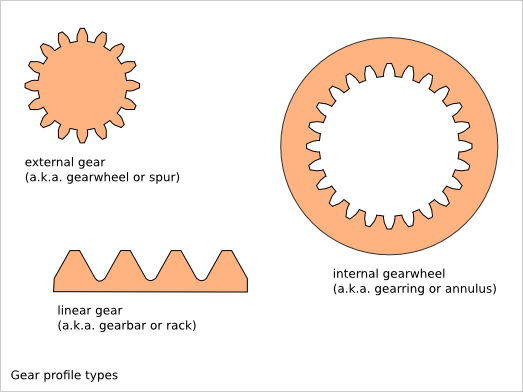 external gear
(a.k.a. gearwheel or spur)
internal gearwheel
(a.k.a. gearring or annulus)
linear gear
(a.k.a. gearbar or rack)
Gear profile types